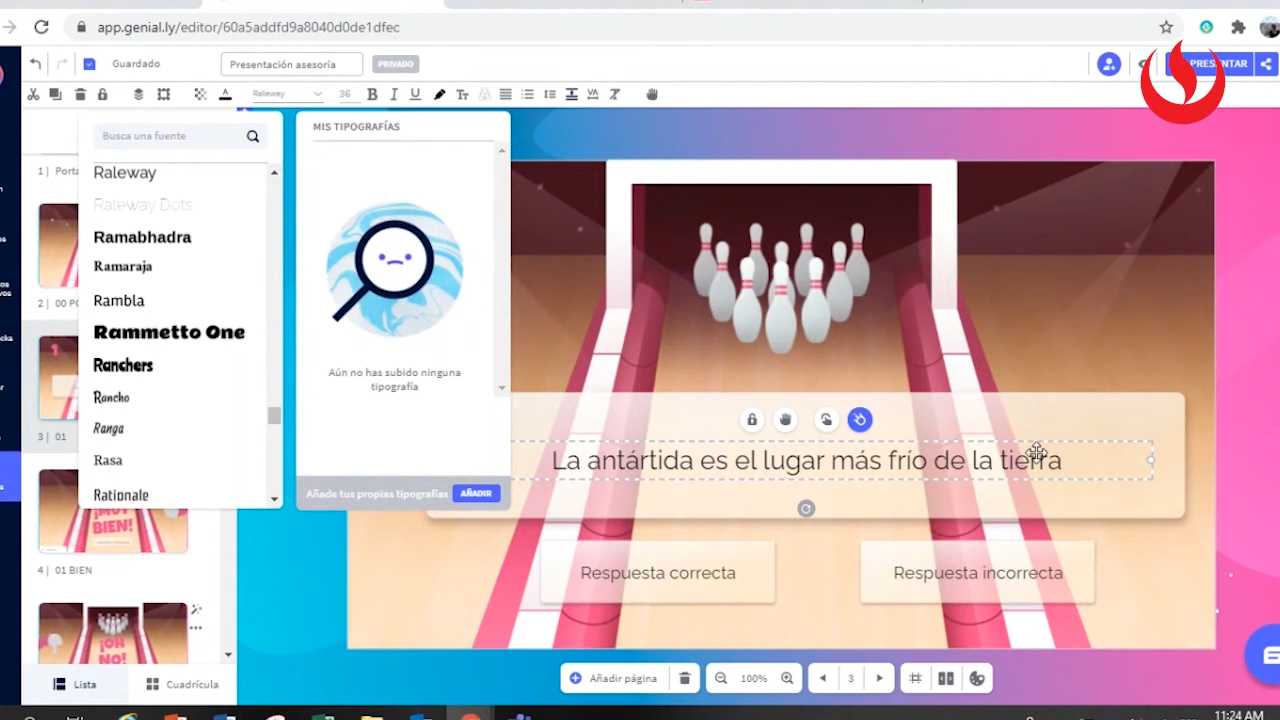 app.genial.ly/editor/60a5addfd9a8040d0de1dfec
Guardado
Presentación asesoría
PRIVADO
PRESENTAR
Raleway
36
Busca una fuente
Raleway
Raleway Dots
Ramabhadra
Ramaraja
Rambla
Rammetto One
Ranchers
Rancho
Ranga
Rasa
Rationale
MIS TIPOGRAFÍAS
Aún no has subido ninguna
tipografía
Añade tus propias tipografías
AÑADIR
1 | Porta
2 | 00 PO
3 | 01
¡MUY
BIEN!
4 | 01 BIEN
¡OH
NO!
Lista
Cuadrícula
La antártida es el lugar más frío de la tierra
Respuesta correcta
Respuesta incorrecta
Añadir página
100%
3
11:24 AM